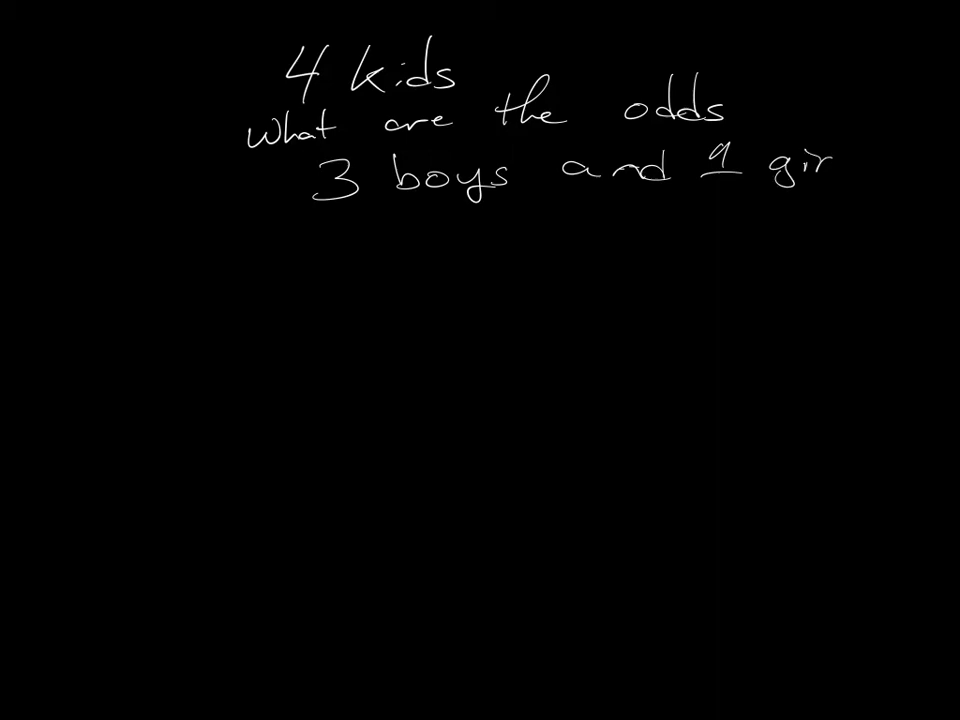 4 kids
what are the odds
3 boys and 1 gir